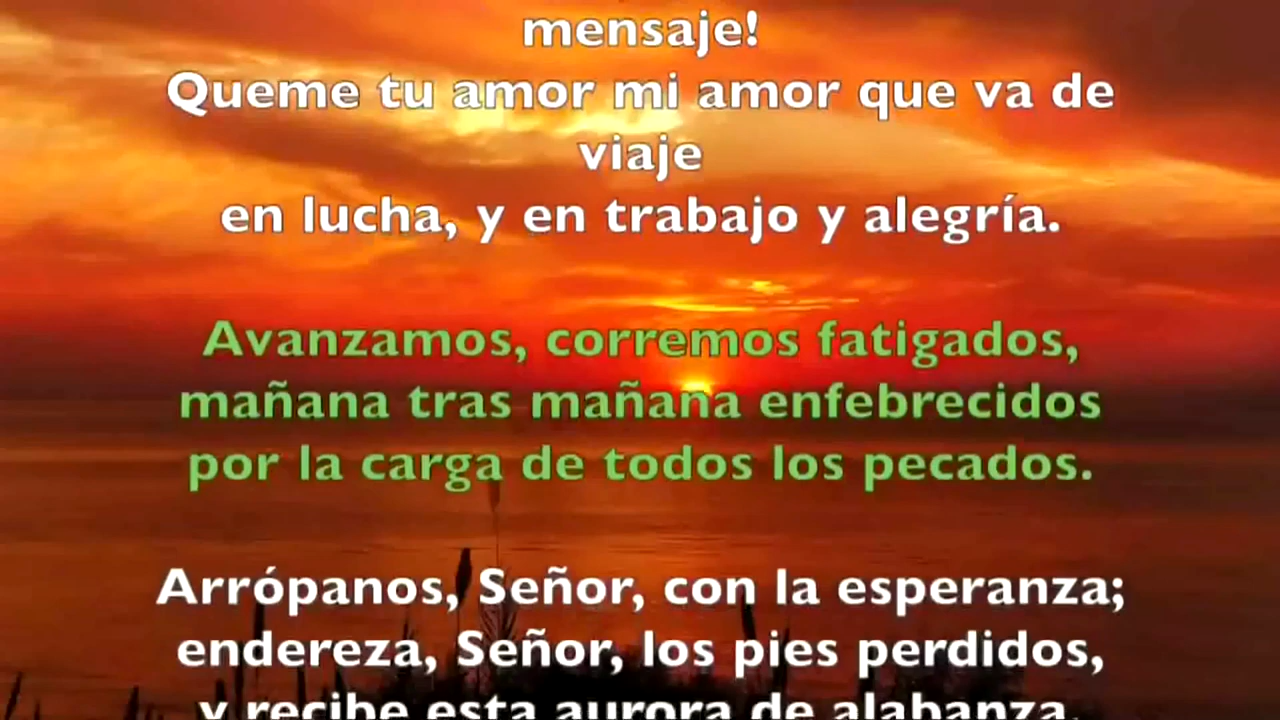 mensaje!
Queme tu amor mi amor que va de
viaje
en lucha, y en trabajo y alegría.
Avanzamos, corremos fatigados,
mañana tras mañana enfebrecidos
por la carga de todos los pecados.
Arrópanos, Señor, con la esperanza;
endereza, Señor, los pies perdidos,
y recibe esta aurora de alabanza.